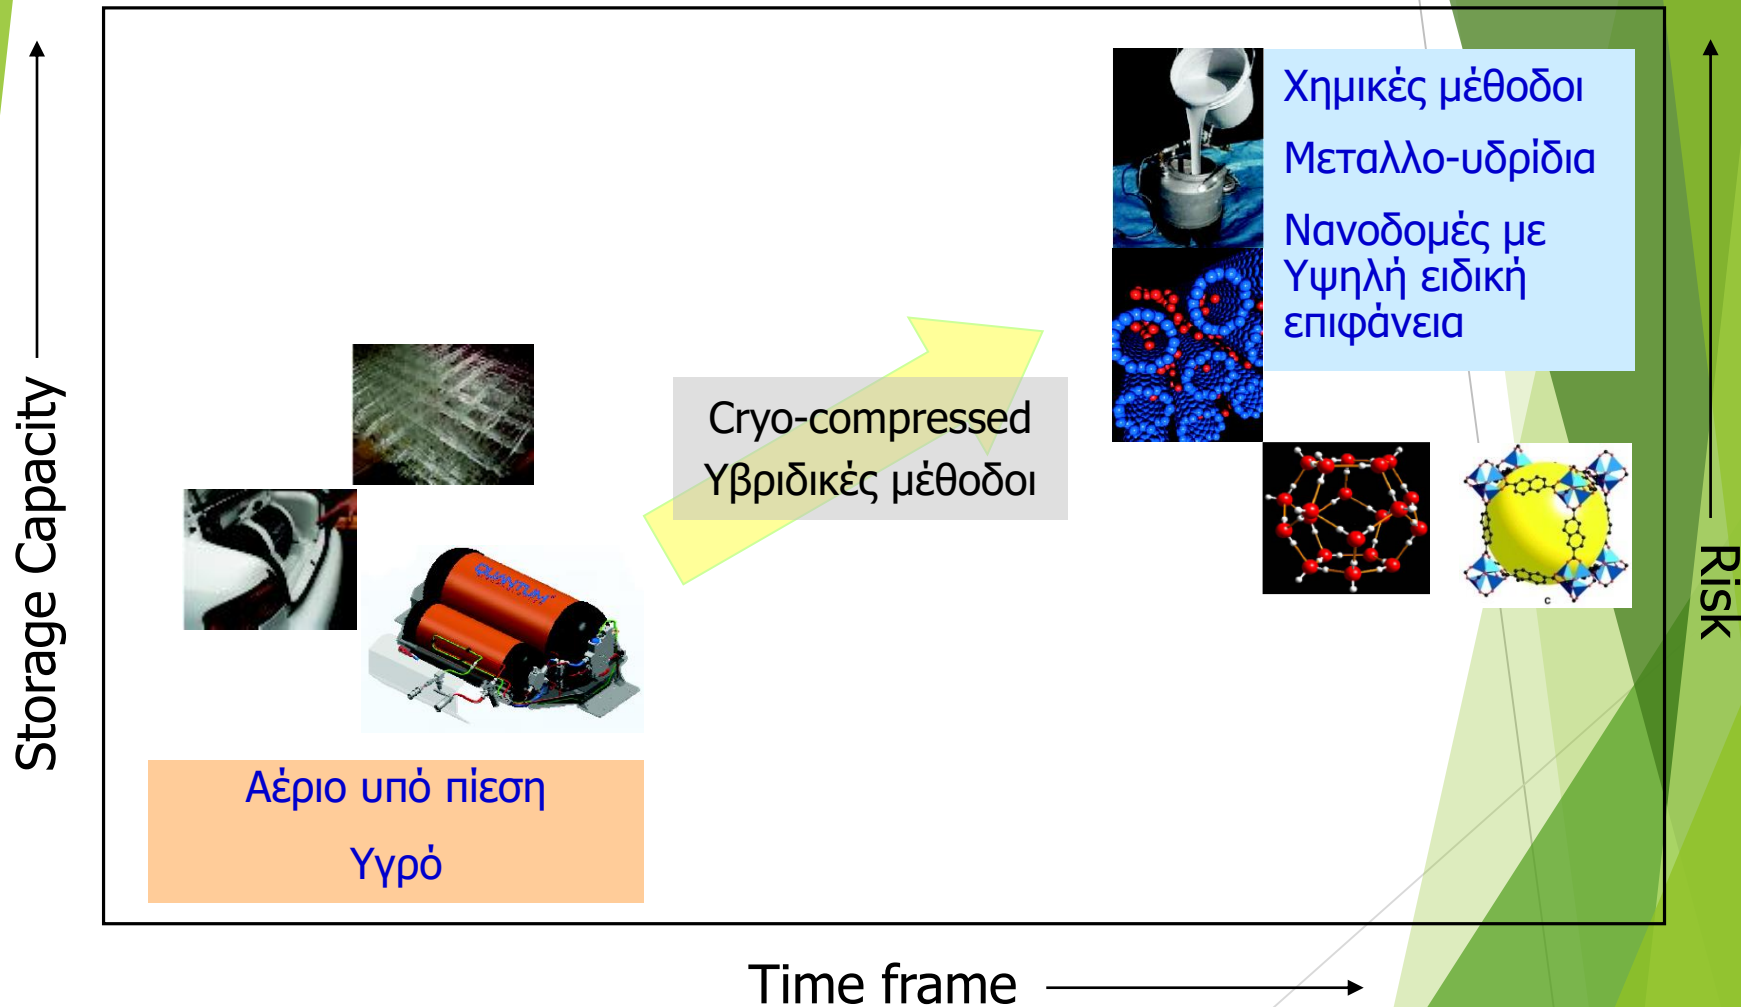 Χημικές μέθοδοι
Μεταλλο-υδρίδια
Νανοδομές με
Υψηλή ειδική
επιφάνεια
Storage Capacity
Risk
Cryo-compressed
Υβριδικές μέθοδοι
QUANTUM
c
Αέριο υπό πίεση
Υγρό
Time frame